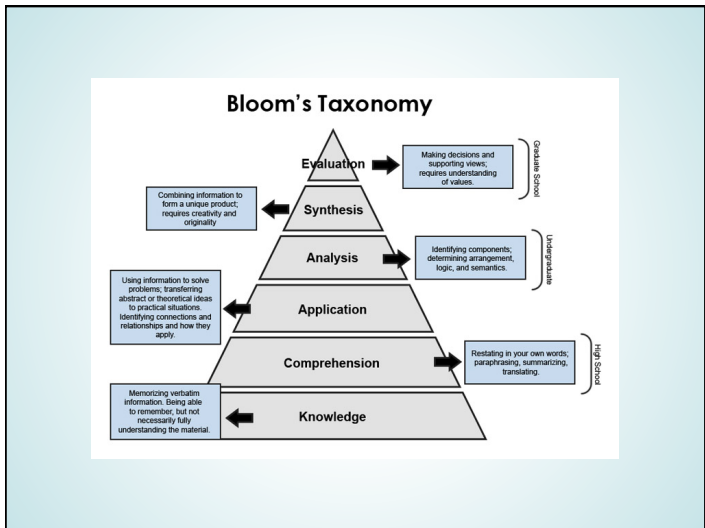 Bloom's Taxonomy
Evaluation
Making decisions and
supporting views;
requires understanding
of values.
Graduate School
Combining information to
form a unique product;
requires creativity and
originality
Synthesis
Analysis
Identifying components;
determining arrangement,
logic, and semantics.
Undergraduate
Using information to solve
problems; transferring
abstract or theoretical ideas
to practical situations.
Identifying connections and
relationships and how they
apply.
Application
Comprehension
Restating in your own words;
paraphrasing, summarizing,
translating.
High School
Memorizing verbatim
information. Being able
to remember, but not
necessarily fully
understanding the material.
Knowledge